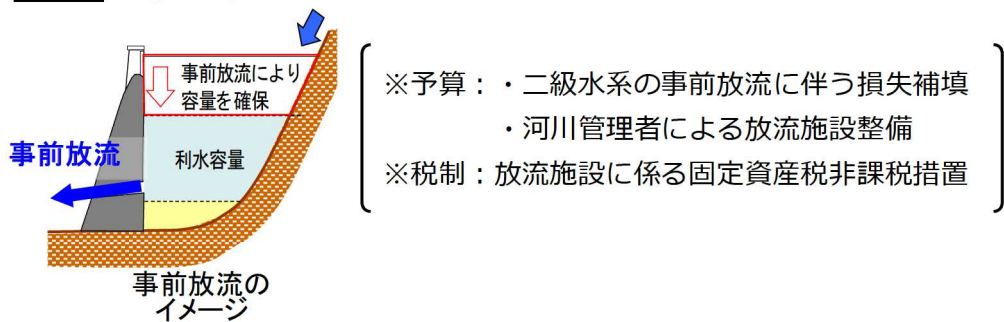 事前放流により
容量を確保
事前放流
利水容量
事前放流の
イメージ
※予算：・二級水系の事前放流に伴う損失補填
・河川管理者による放流施設整備
※税制：放流施設に係る固定資産税非課税措置